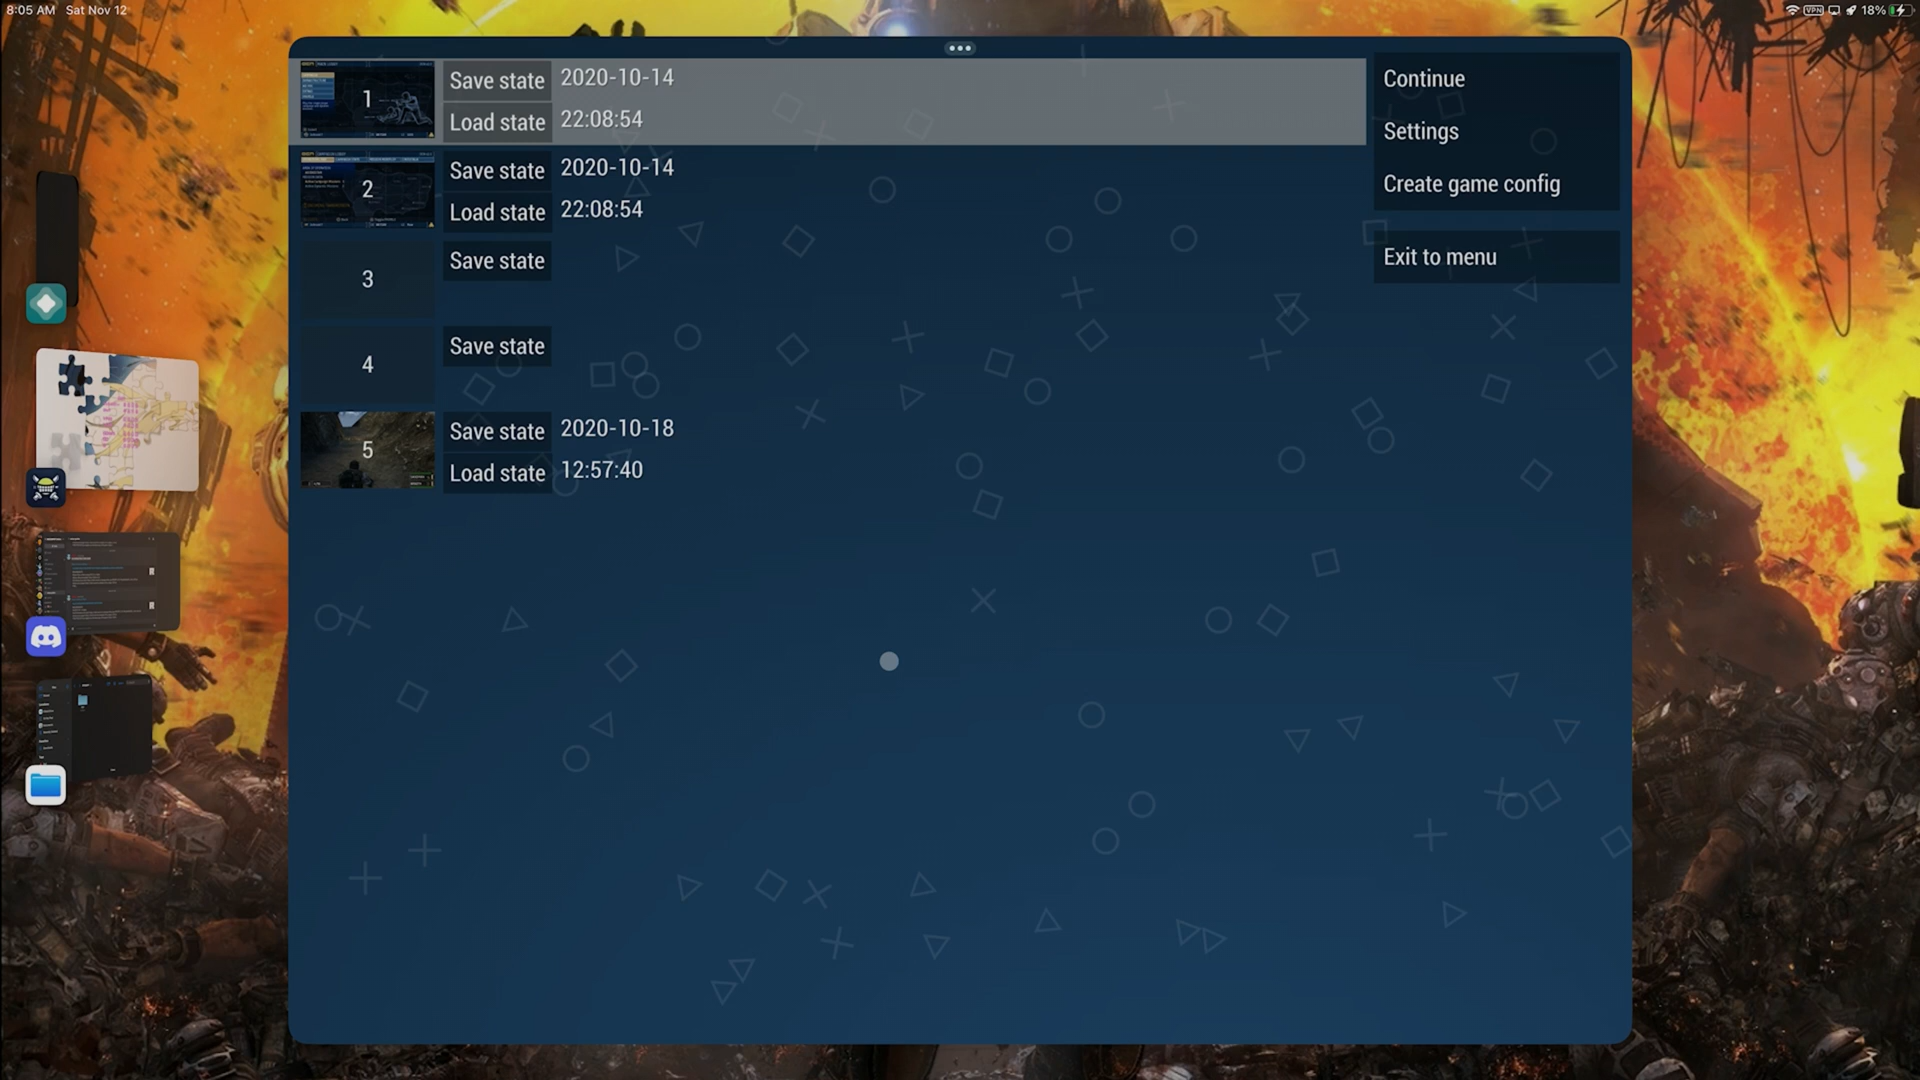 8:05 AM Sat Nov 12
VPN 18%
1 Save state 2020-10-14
Load state 22:08:54
2 Save state 2020-10-14
Load state 22:08:54
3 Save state
4 Save state
5 Save state 2020-10-18
Load state 12:57:40
Continue
Settings
Create game config
Exit to menu